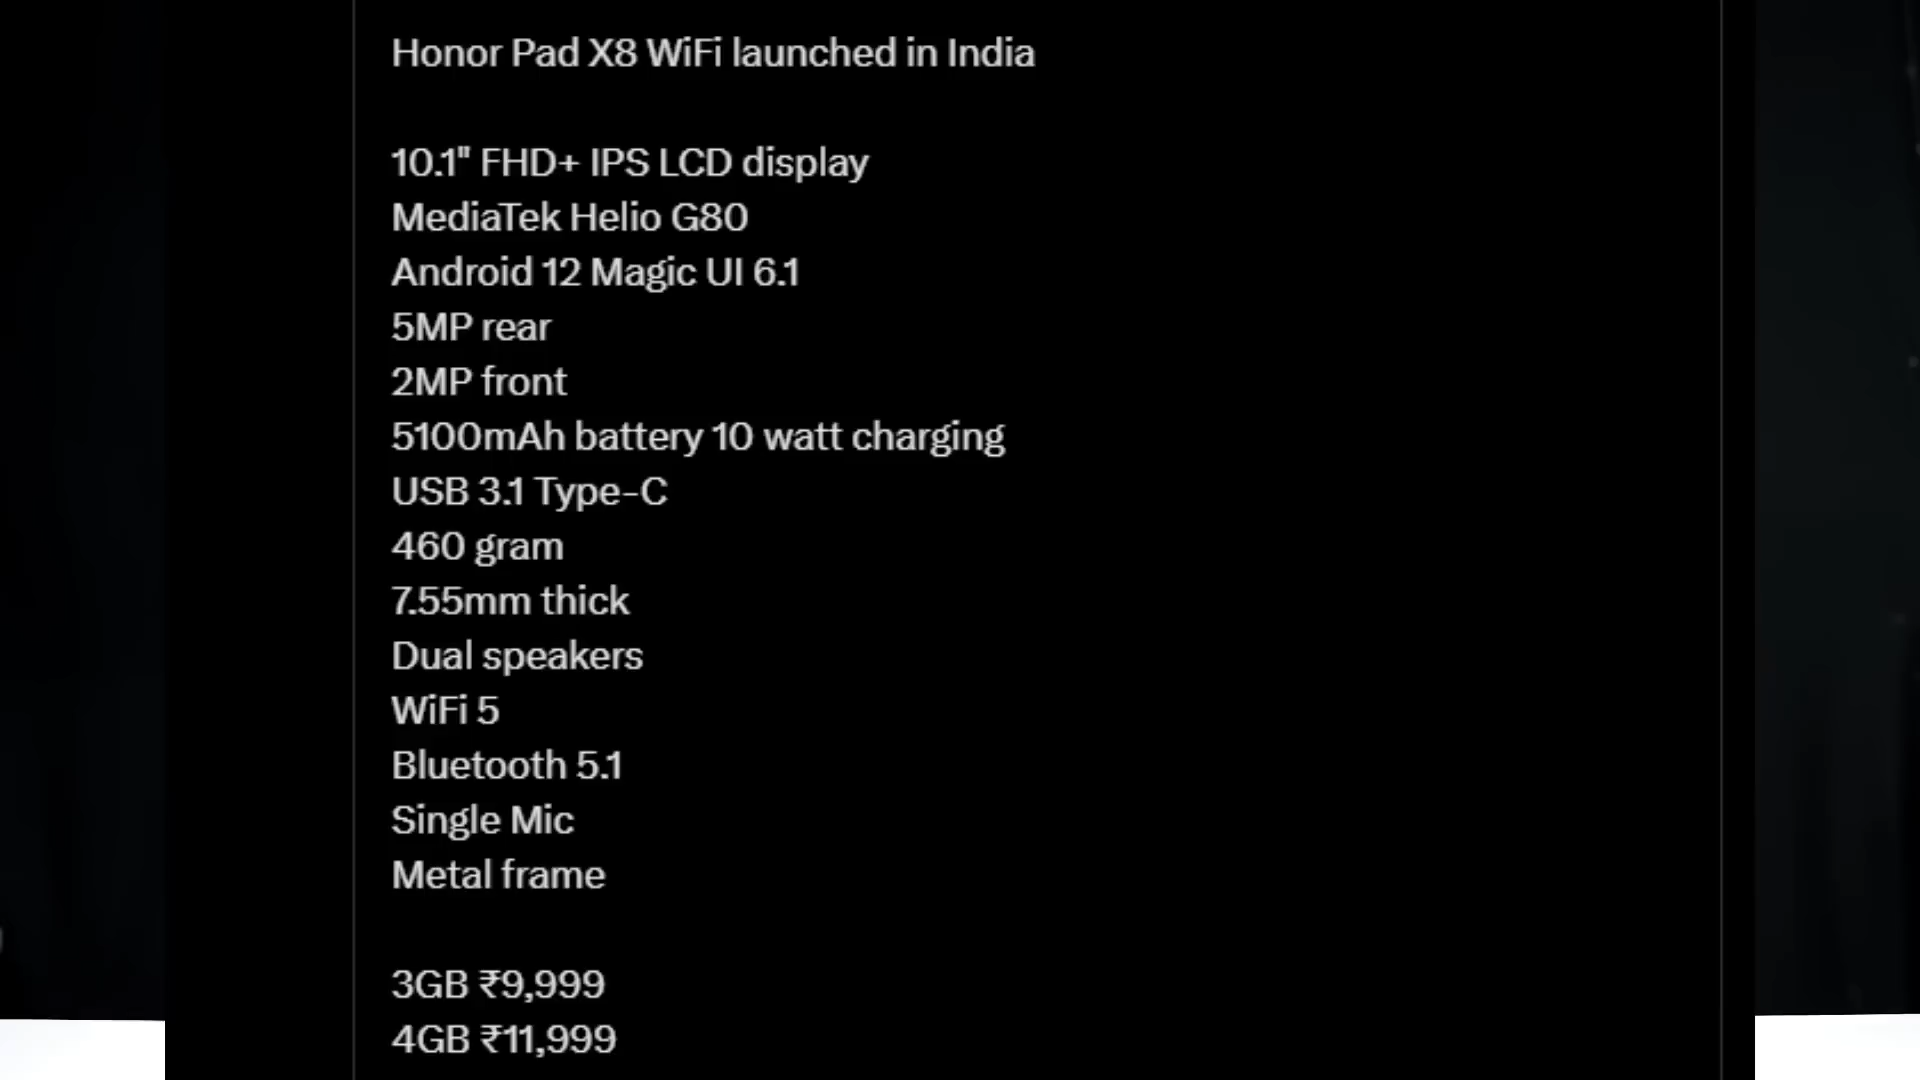 Honor Pad X8 WiFi launched in India
10.1" FHD+ IPS LCD display
MediaTek Helio G80
Android 12 Magic UI 6.1
5MP rear
2MP front
5100mAh battery 10 watt charging
USB 3.1 Type-C
460 gram
7.55mm thick
Dual speakers
WiFi 5
Bluetooth 5.1
Single Mic
Metal frame
3GB ₹9,999
4GB ₹11,999